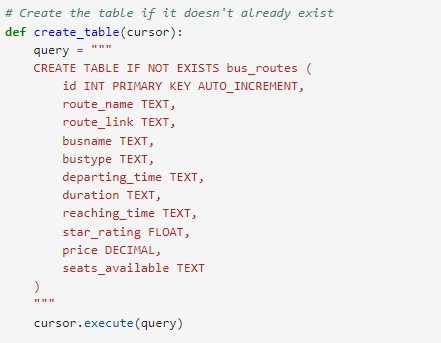 # Create the table if it doesn't already exist
def create_table(cursor):
    query = """
    CREATE TABLE IF NOT EXISTS bus_routes (
        id INT PRIMARY KEY AUTO_INCREMENT,
        route_name TEXT,
        route_link TEXT,
        busname TEXT,
        bustype TEXT,
        departing_time TEXT,
        duration TEXT,
        reaching_time TEXT,
        star_rating FLOAT,
        price DECIMAL,
        seats_available TEXT
    )
    """
    cursor.execute(query)